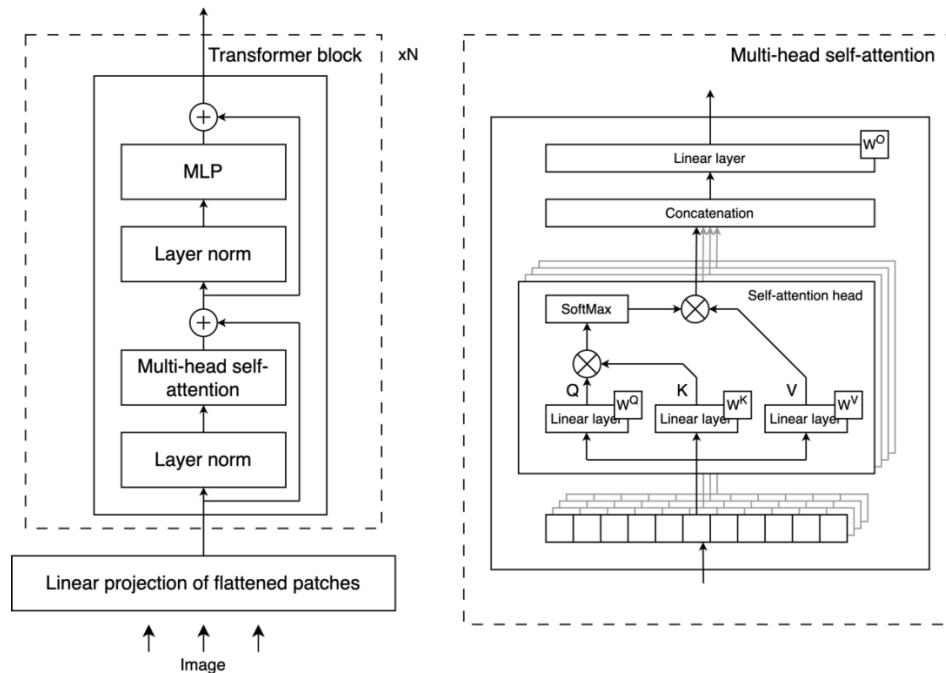 Transformer block
xN
MLP
Layer norm
Multi-head self-
attention
Layer norm
Linear projection of flattened patches
Image
Multi-head self-attention
Linear layer
W^O
Concatenation
Self-attention head
SoftMax
Q
K
V
Linear layer
W^Q
Linear layer
W^K
Linear layer
W^V